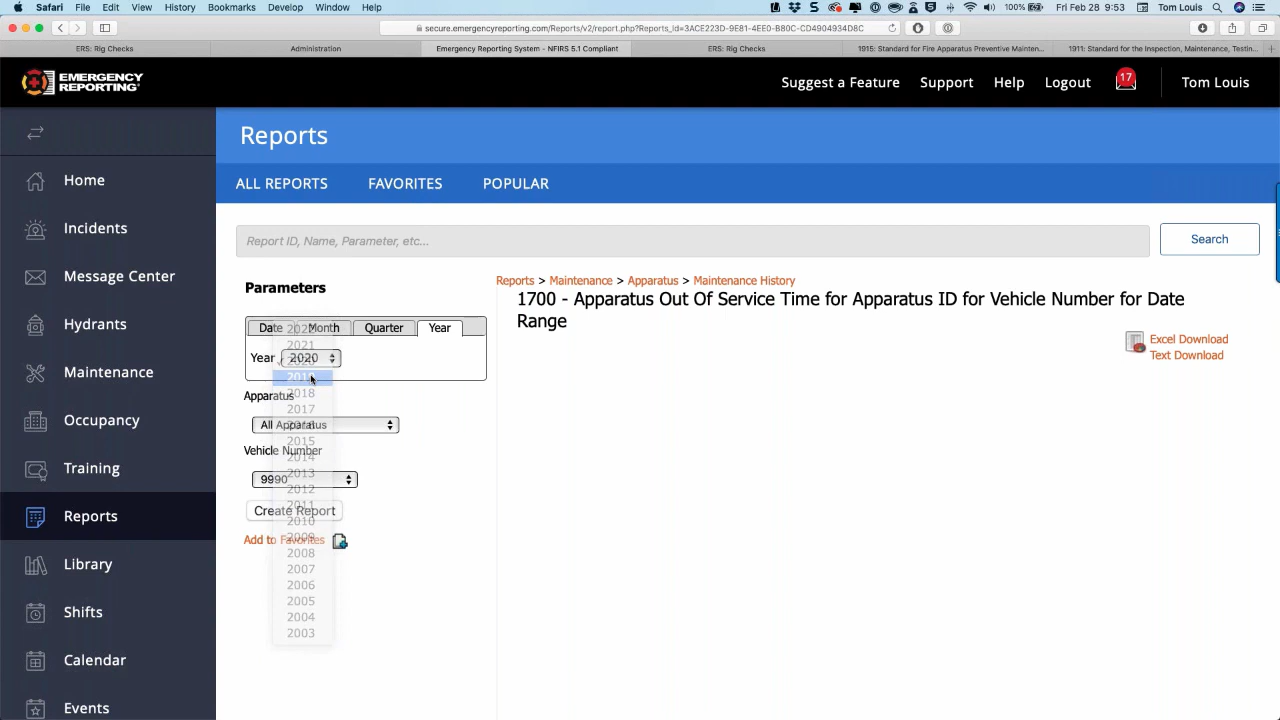 Safari File Edit View History Bookmarks Develop Window Help 100% Fri Feb 28 9:53 Tom Louis
secure.emergencyreporting.com/Reports/v2/report.php?Reports_Id=3ACE223D-9E81-4EE0-B80C-CD4904934D8C
ERS: Rig Checks Administration Emergency Reporting System - NFIRS 5.1 Compliant ERS: Rig Checks 1915: Standard for Fire Apparatus Preventive Mainten... 1911: Standard for the Inspection, Maintenance, Testin...
EMERGENCY
REPORTING
Suggest a Feature Support Help Logout 17 Tom Louis
Reports
ALL REPORTS FAVORITES POPULAR
Home
Incidents
Message Center
Hydrants
Maintenance
Occupancy
Training
Reports
Library
Shifts
Calendar
Events
Report ID, Name, Parameter, etc... Search
Parameters
Date Month Quarter Year
Year 2020
Apparatus
All Apparatus
Vehicle Number
9990
Create Report
Add to Favorites
2021
2020
2018
2017
2015
2014
2013
2012
2011
2010
2008
2007
2006
2005
2004
2003
Reports > Maintenance > Apparatus > Maintenance History
1700 - Apparatus Out Of Service Time for Apparatus ID for Vehicle Number for Date
Range
Excel Download
Text Download